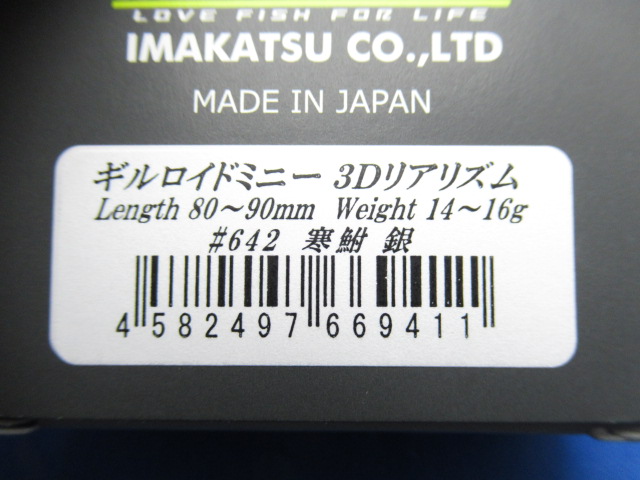 LOVE FISH FOR LIFE
IMAKATSU CO.,LTD
MADE IN JAPAN
ギルロイドミニー 3Dリアリズム
Length 80～90mm Weight 14～16g
#642 寒鮒 銀
4 582497 669411